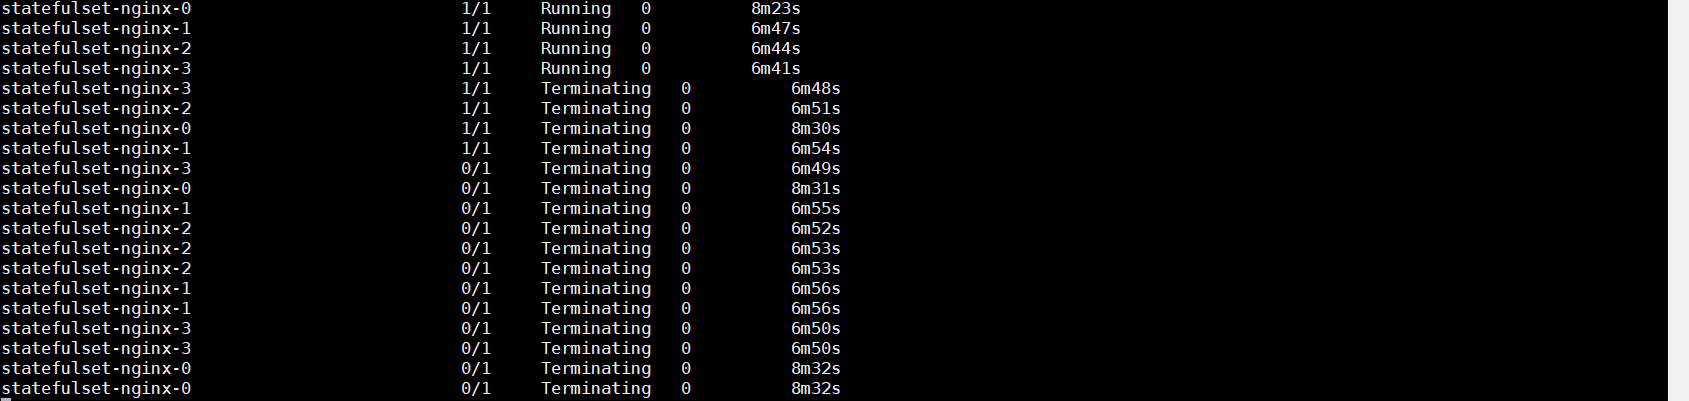 statefulset-nginx-0 1/1 Running 0 8m23s
statefulset-nginx-1 1/1 Running 0 6m47s
statefulset-nginx-2 1/1 Running 0 6m44s
statefulset-nginx-3 1/1 Running 0 6m41s
statefulset-nginx-3 1/1 Terminating 0 6m48s
statefulset-nginx-2 1/1 Terminating 0 6m51s
statefulset-nginx-0 1/1 Terminating 0 8m30s
statefulset-nginx-1 1/1 Terminating 0 6m54s
statefulset-nginx-3 0/1 Terminating 0 6m49s
statefulset-nginx-0 0/1 Terminating 0 8m31s
statefulset-nginx-1 0/1 Terminating 0 6m55s
statefulset-nginx-2 0/1 Terminating 0 6m52s
statefulset-nginx-2 0/1 Terminating 0 6m53s
statefulset-nginx-2 0/1 Terminating 0 6m53s
statefulset-nginx-1 0/1 Terminating 0 6m56s
statefulset-nginx-1 0/1 Terminating 0 6m56s
statefulset-nginx-3 0/1 Terminating 0 6m50s
statefulset-nginx-3 0/1 Terminating 0 6m50s
statefulset-nginx-0 0/1 Terminating 0 8m32s
statefulset-nginx-0 0/1 Terminating 0 8m32s